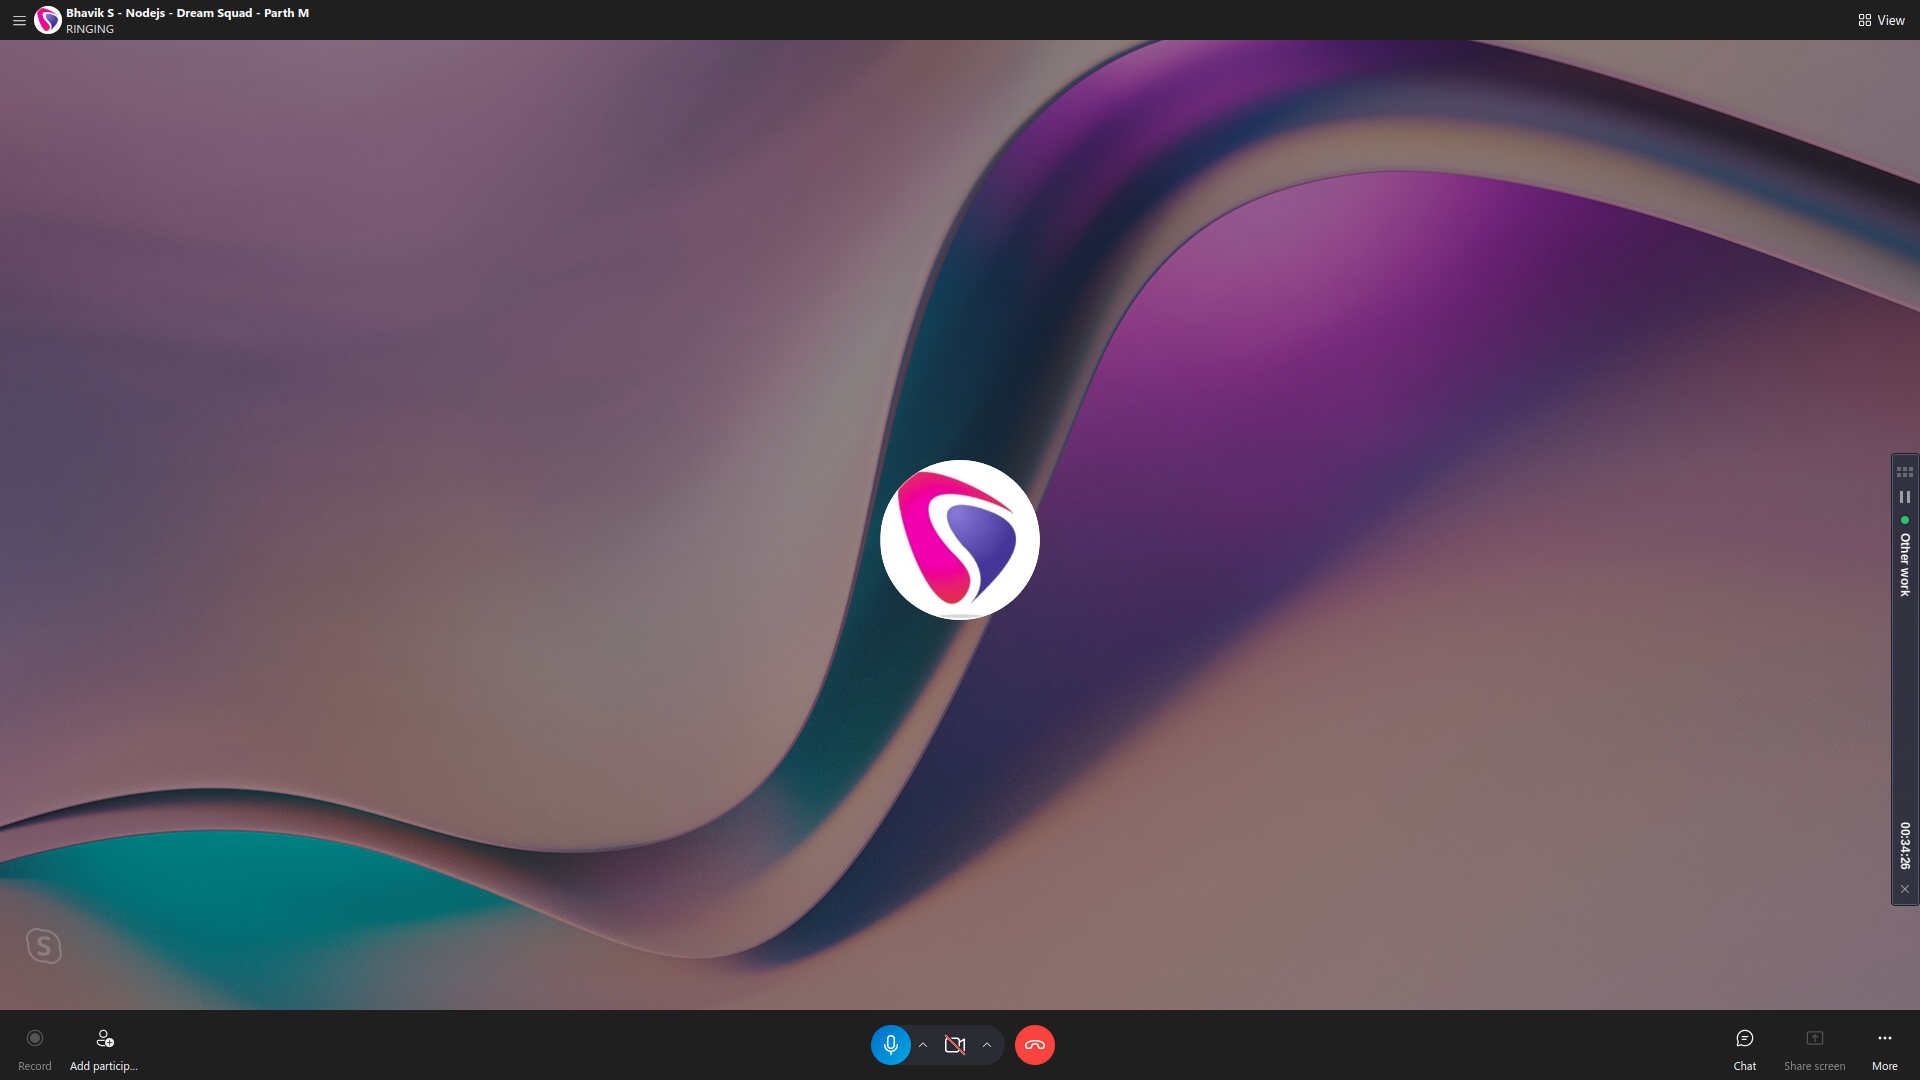 Bhavik S - Nodejs - Dream Squad - Parth M
RINGING
View
Other work
00:34:26
S
Record
Add particip...
Chat
Share screen
More